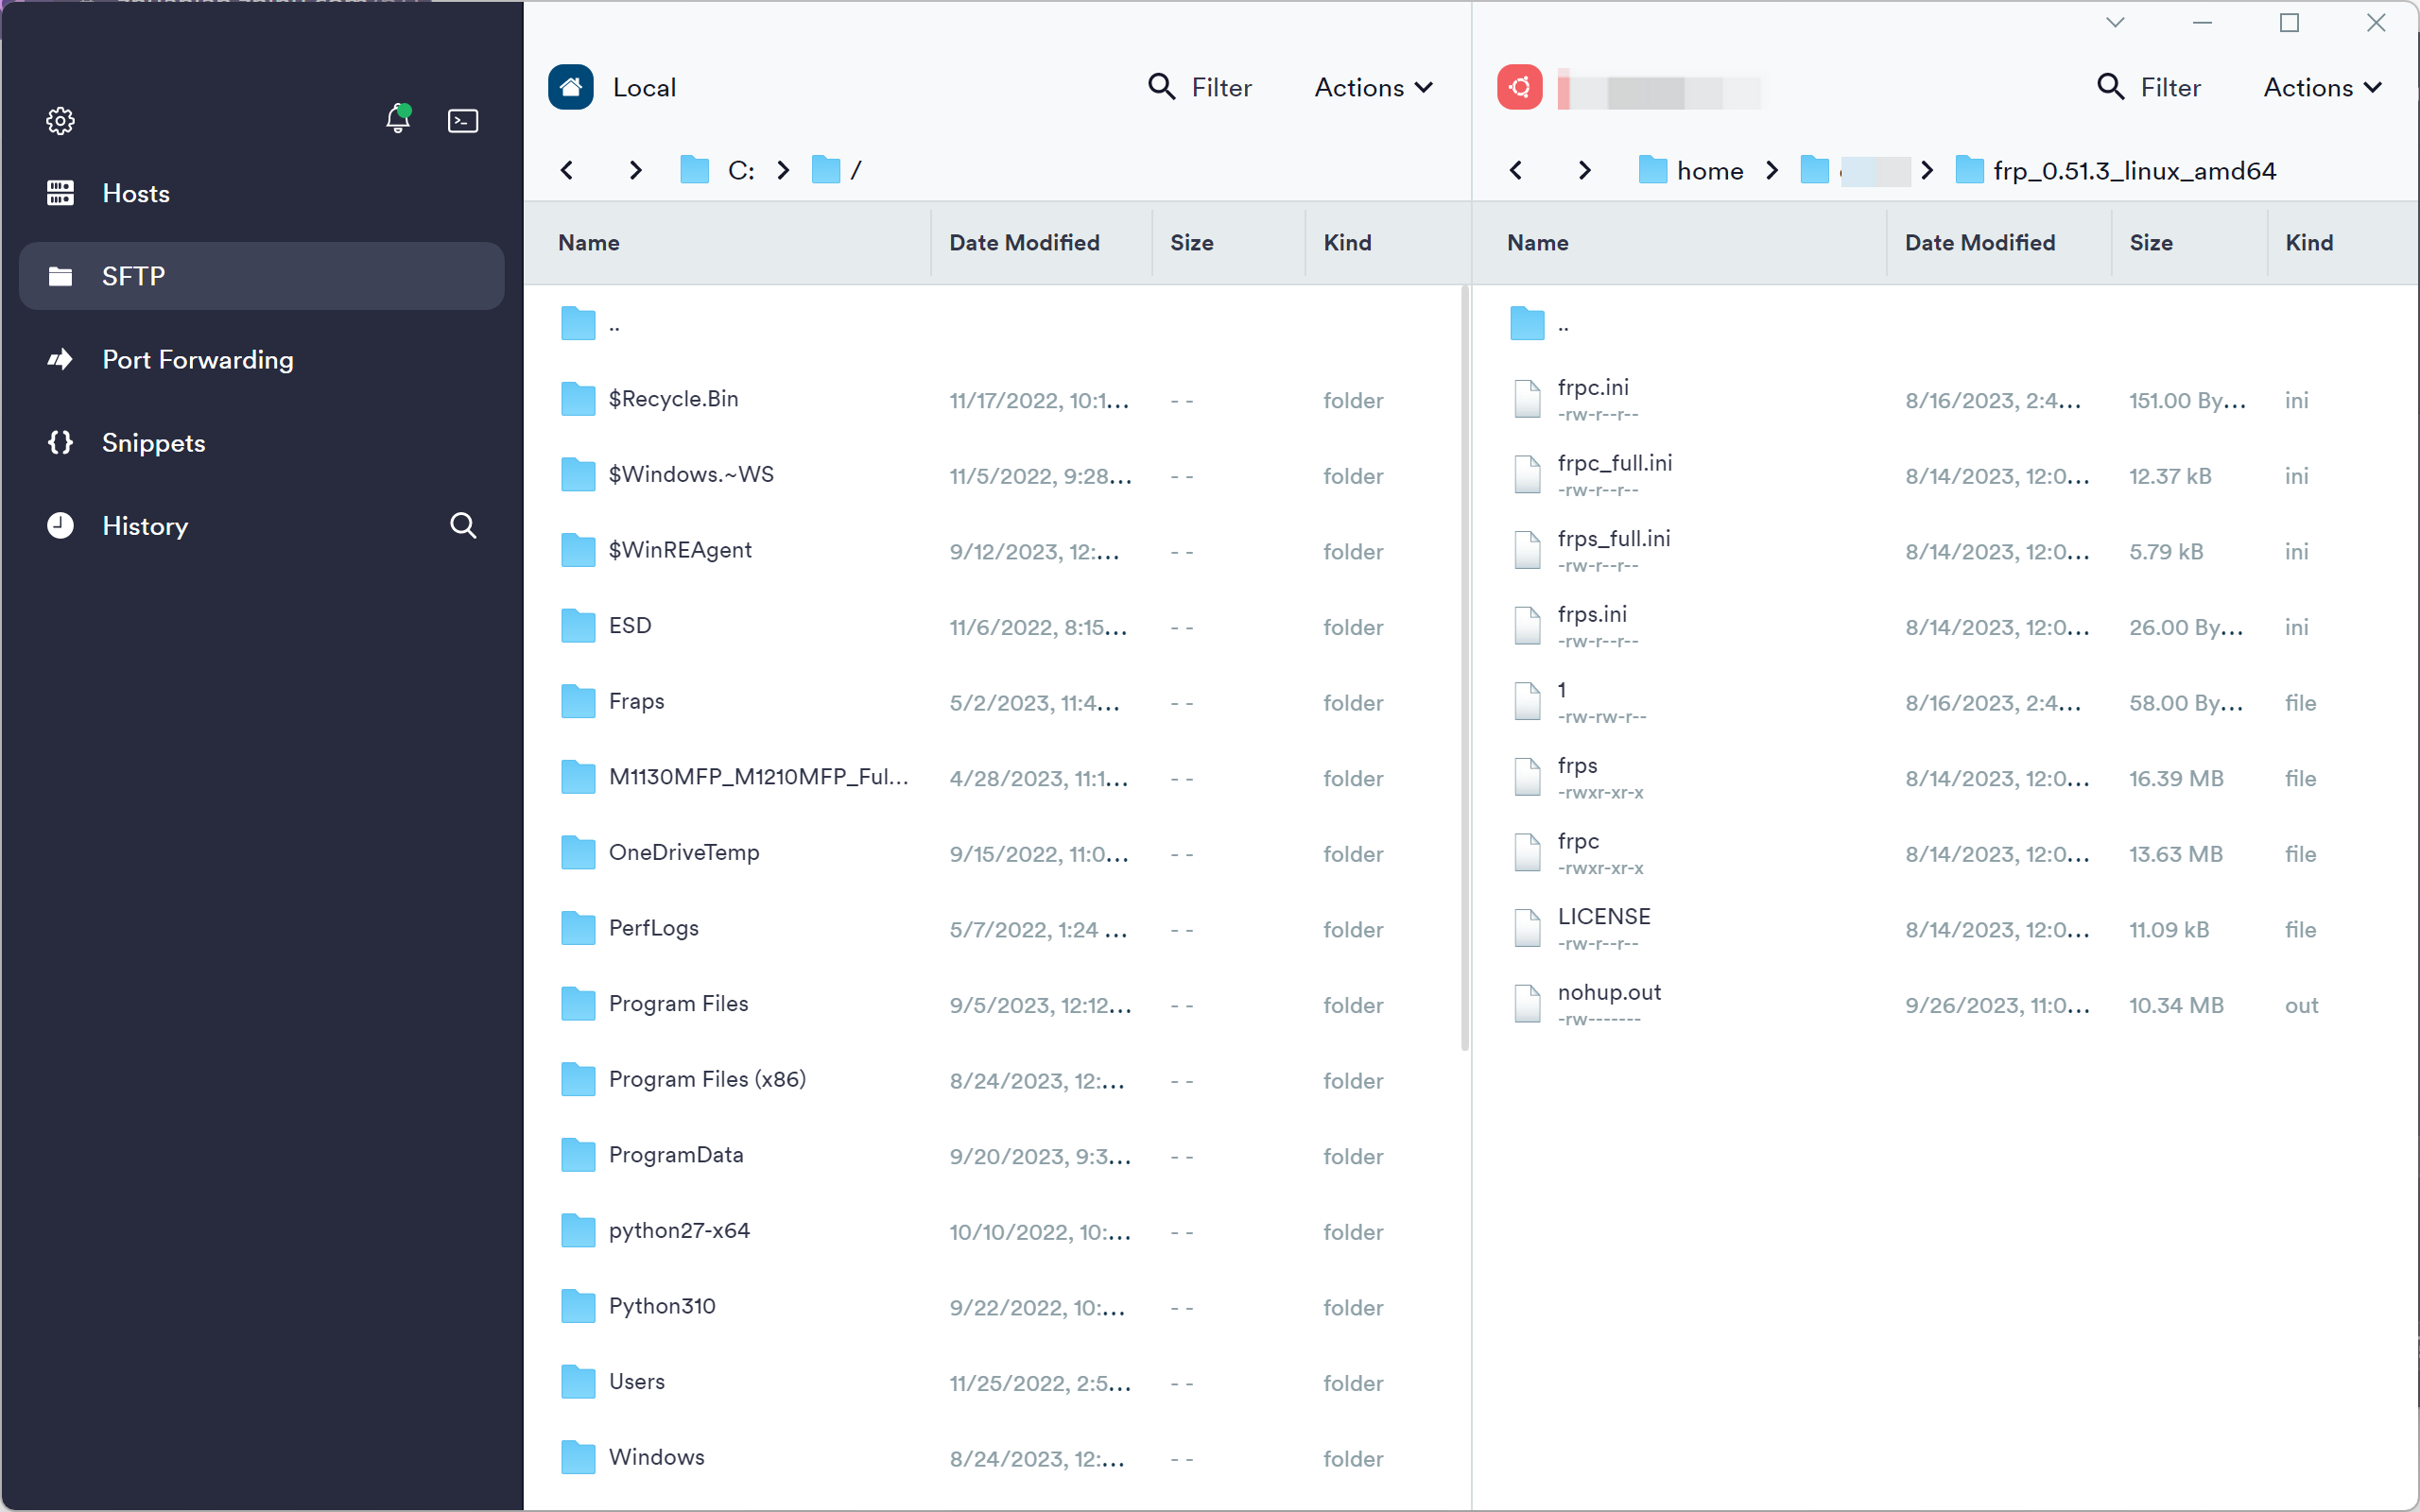 Hosts
SFTP
Port Forwarding
Snippets
History
Local
Filter
Actions
C: /
Name Date Modified Size Kind
..
$Recycle.Bin 11/17/2022, 10:1... - - folder
$Windows.~WS 11/5/2022, 9:28... - - folder
$WinREAgent 9/12/2023, 12:... - - folder
ESD 11/6/2022, 8:15... - - folder
Fraps 5/2/2023, 11:4... - - folder
M1130MFP_M1210MFP_Ful... 4/28/2023, 11:1... - - folder
OneDriveTemp 9/15/2022, 11:0... - - folder
PerfLogs 5/7/2022, 1:24 ... - - folder
Program Files 9/5/2023, 12:12... - - folder
Program Files (x86) 8/24/2023, 12:... - - folder
ProgramData 9/20/2023, 9:3... - - folder
python27-x64 10/10/2022, 10:... - - folder
Python310 9/22/2022, 10:... - - folder
Users 11/25/2022, 2:5... - - folder
Windows 8/24/2023, 12:... - - folder
Filter
Actions
home frp_0.51.3_linux_amd64
Name Date Modified Size Kind
..
frpc.ini 8/16/2023, 2:4... 151.00 By... ini
-rw-r--r--
frpc_full.ini 8/14/2023, 12:0... 12.37 kB ini
-rw-r--r--
frps_full.ini 8/14/2023, 12:0... 5.79 kB ini
-rw-r--r--
frps.ini 8/14/2023, 12:0... 26.00 By... ini
-rw-r--r--
1 8/16/2023, 2:4... 58.00 By... file
-rw-rw-r--
frps 8/14/2023, 12:0... 16.39 MB file
-rwxr-xr-x
frpc 8/14/2023, 12:0... 13.63 MB file
-rwxr-xr-x
LICENSE 8/14/2023, 12:0... 11.09 kB file
-rw-r--r--
nohup.out 9/26/2023, 11:0... 10.34 MB out
-rw-------